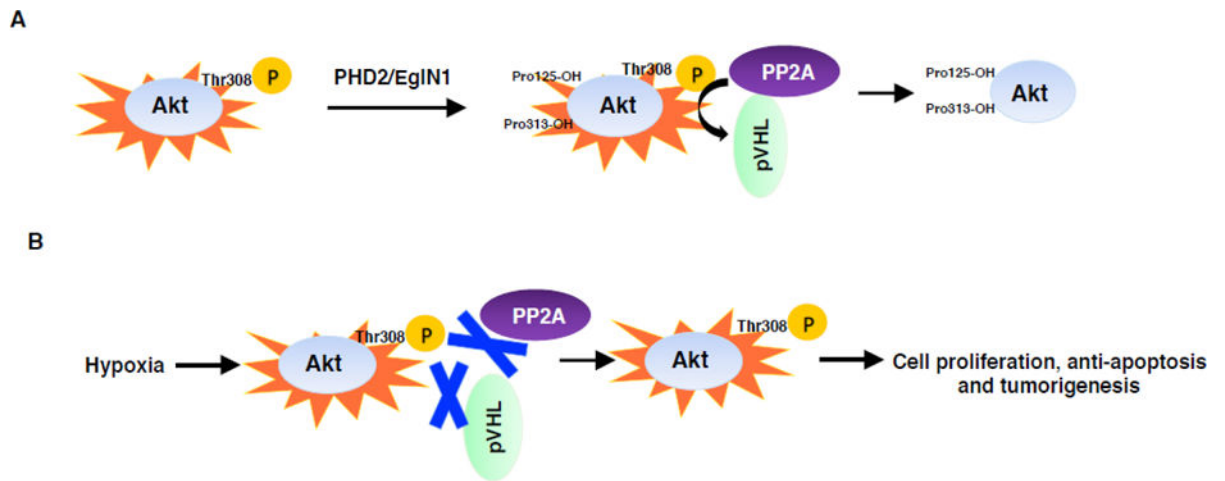 A
Thr308
P
Akt
PHD2/EglN1
Pro125-OH
Pro313-OH
Thr308
P
Akt
PP2A
pVHL
Pro125-OH
Pro313-OH
Akt
B
Hypoxia
Thr308
P
Akt
PP2A
pVHL
Thr308
P
Akt
Cell proliferation, anti-apoptosis
and tumorigenesis